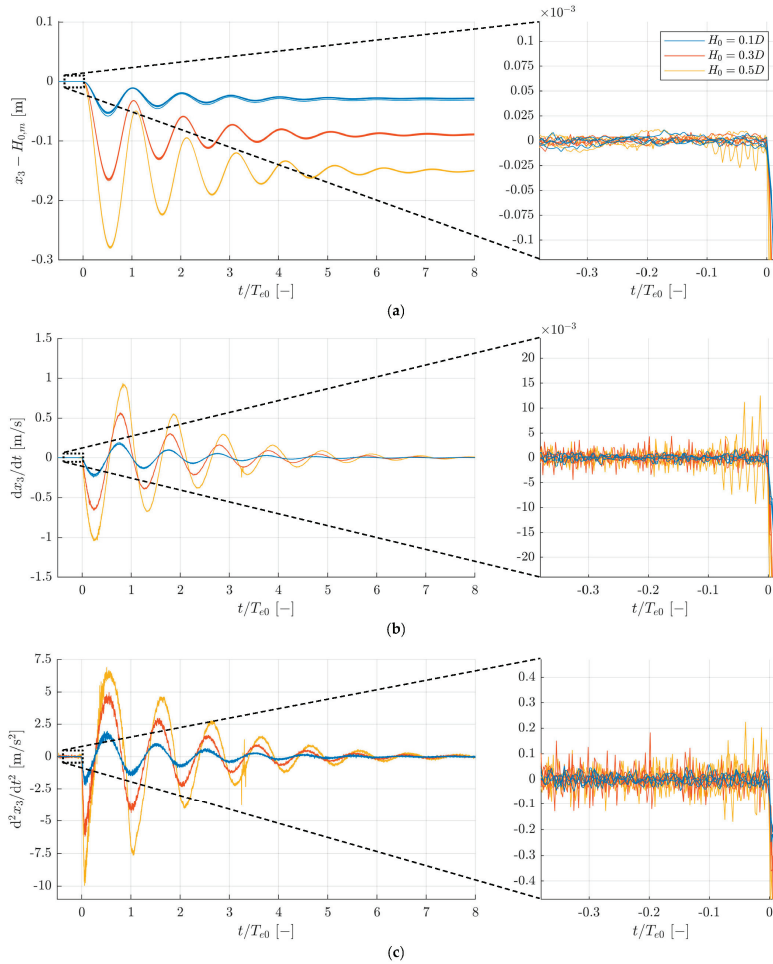 ×10⁻³
0.1
0
-0.1
-0.2
-0.3
x₃ − H₀,ₘ [m]
0 1 2 3 4 5 6 7 8
t/Tₑ₀ [−]
0.1
0.075
0.05
0.025
0
-0.025
-0.05
-0.075
-0.1
H₀ = 0.1D
H₀ = 0.3D
H₀ = 0.5D
-0.3 -0.2 -0.1 0
t/Tₑ₀ [−]
(a)
×10⁻³
1.5
1
0.5
0
-0.5
-1
-1.5
dx₃/dt [m/s]
0 1 2 3 4 5 6 7 8
t/Tₑ₀ [−]
20
15
10
5
0
-5
-10
-15
-20
-0.3 -0.2 -0.1 0
t/Tₑ₀ [−]
(b)
7.5
5
2.5
0
-2.5
-5
-7.5
-10
d²x₃/dt² [m/s²]
0 1 2 3 4 5 6 7 8
t/Tₑ₀ [−]
0.4
0.3
0.2
0.1
0
-0.1
-0.2
-0.3
-0.4
-0.3 -0.2 -0.1 0
t/Tₑ₀ [−]
(c)